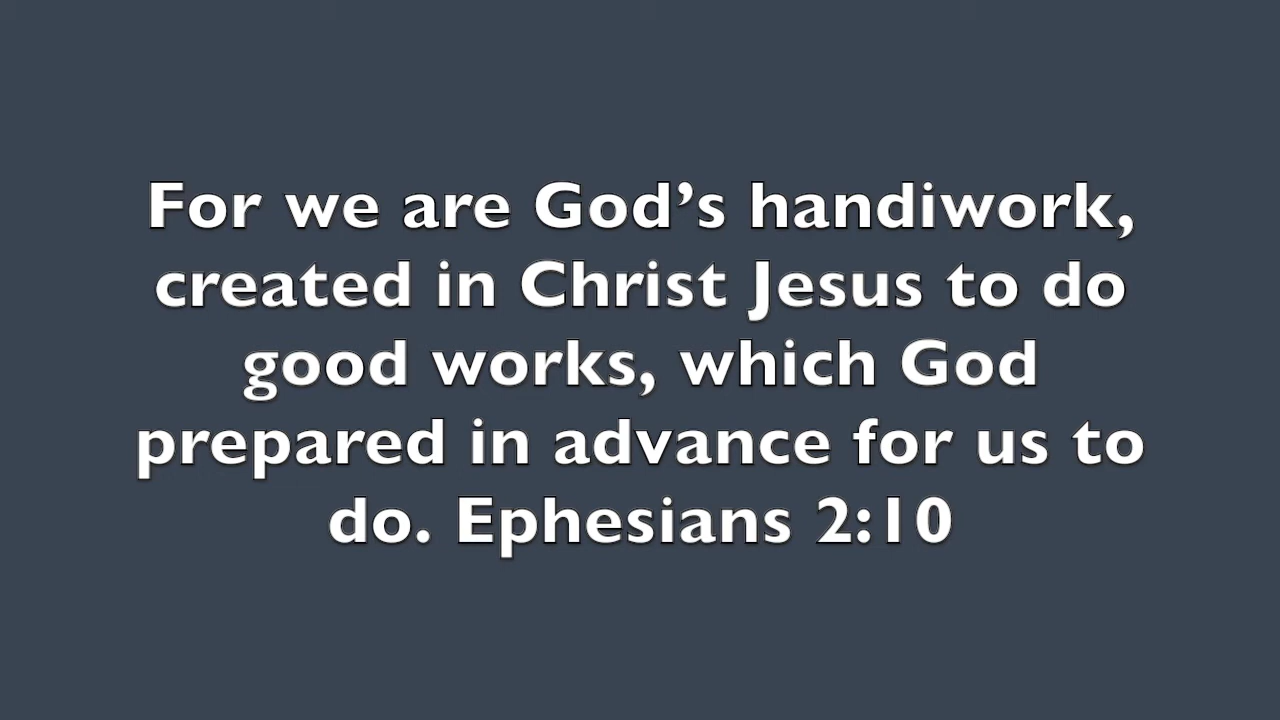 For we are God’s handiwork,
created in Christ Jesus to do
good works, which God
prepared in advance for us to
do. Ephesians 2:10